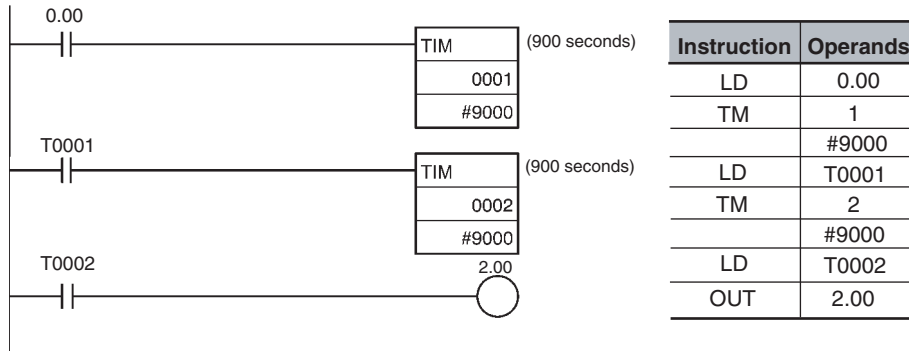 0.00
TIM (900 seconds)
0001
#9000
T0001
TIM (900 seconds)
0002
#9000
T0002
2.00
Instruction Operands
LD 0.00
TM 1
#9000
LD T0001
TM 2
#9000
LD T0002
OUT 2.00